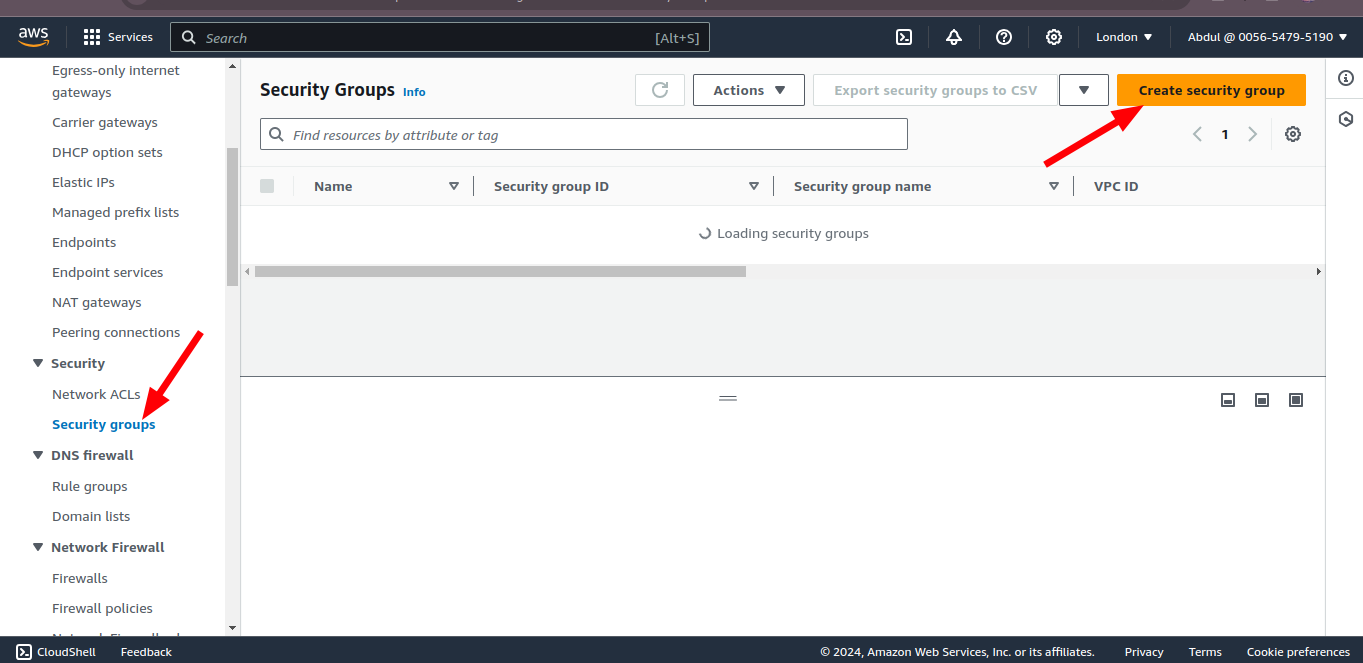 aws
Services
Search
[Alt+S]
London
Abdul @ 0056-5479-5190
Egress-only internet
gateways
Carrier gateways
DHCP option sets
Elastic IPs
Managed prefix lists
Endpoints
Endpoint services
NAT gateways
Peering connections
Security
Network ACLs
Security groups
DNS firewall
Rule groups
Domain lists
Network Firewall
Firewalls
Firewall policies
Security Groups Info
Actions
Export security groups to CSV
Create security group
Find resources by attribute or tag
1
Name
Security group ID
Security group name
VPC ID
Loading security groups
CloudShell
Feedback
© 2024, Amazon Web Services, Inc. or its affiliates.
Privacy
Terms
Cookie preferences